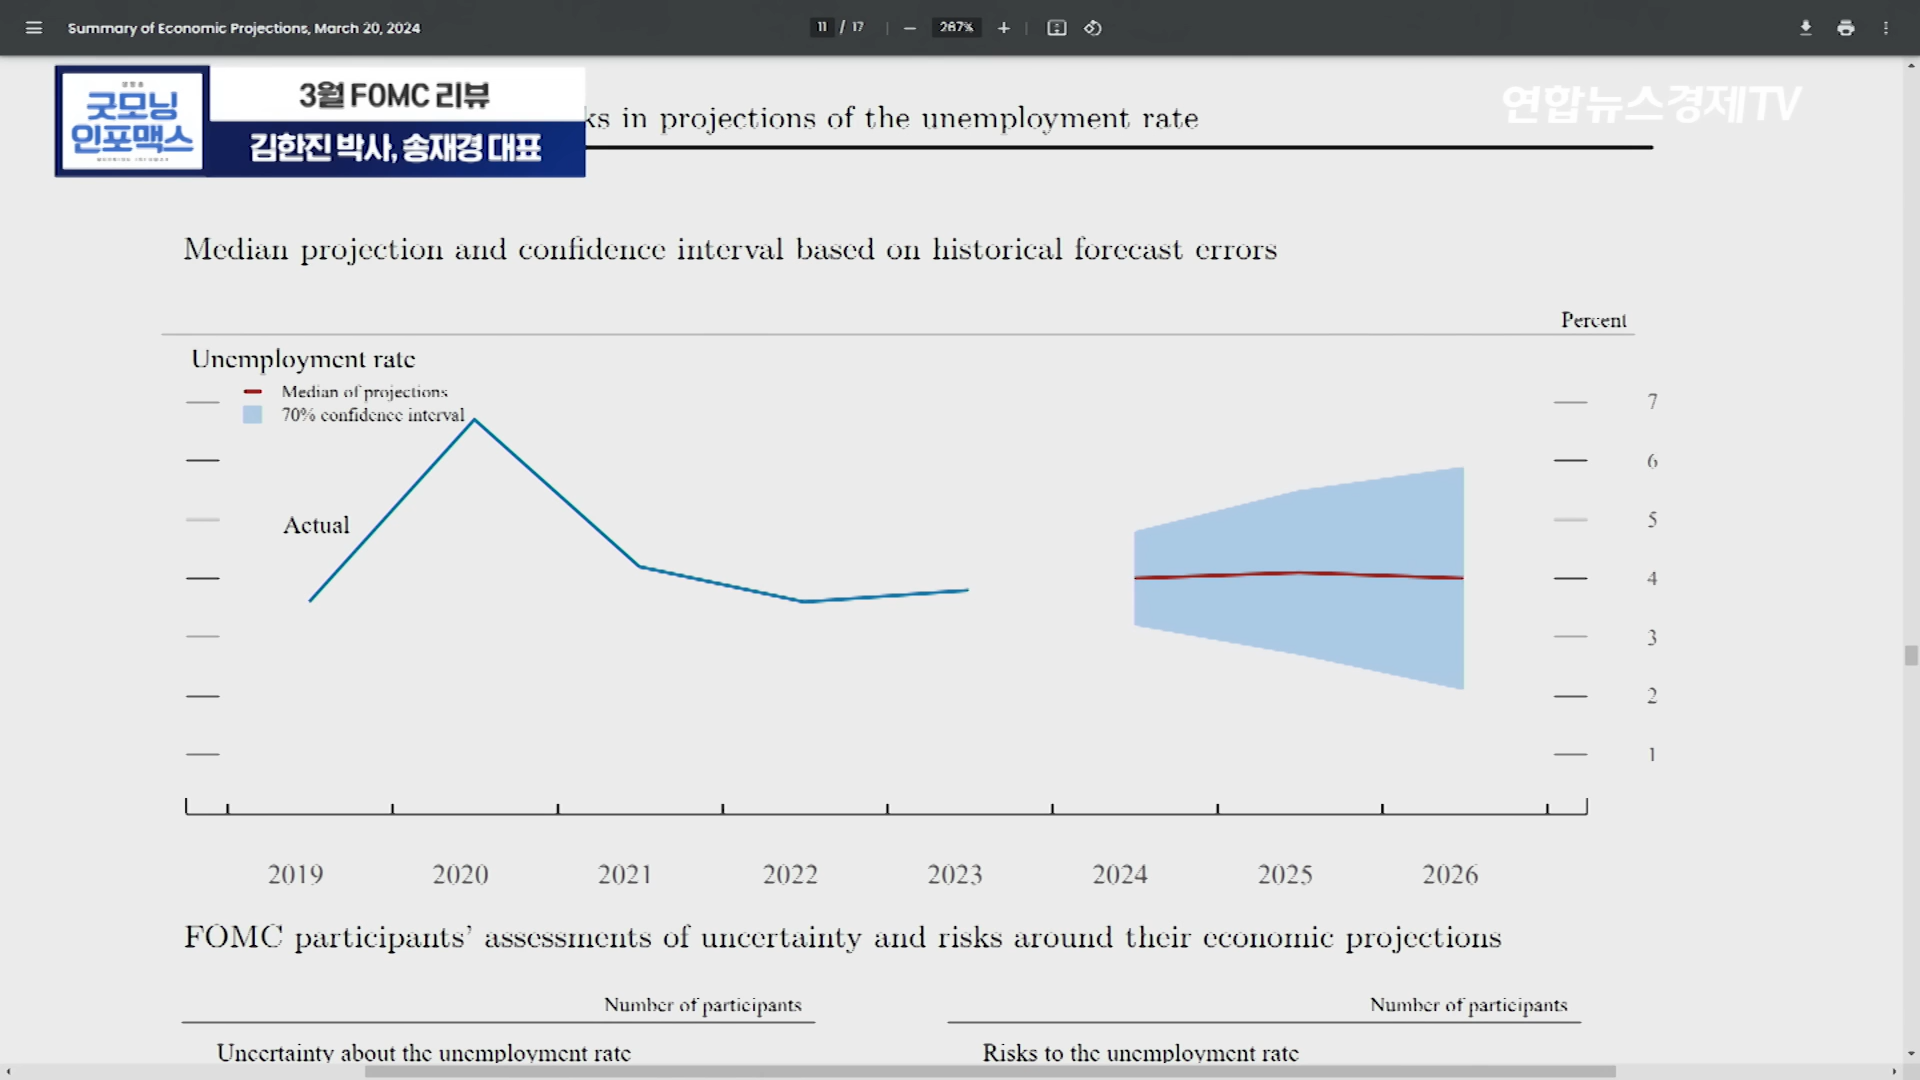 Summary of Economic Projections, March 20, 2024
11 / 17
267%
굿모닝
인포맥스
3월 FOMC 리뷰
김한진 박사, 송재경 대표
ks in projections of the unemployment rate
연합뉴스경제TV
Median projection and confidence interval based on historical forecast errors
Percent
Unemployment rate
Median of projections
70% confidence interval
Actual
7
6
5
4
3
2
1
2019 2020 2021 2022 2023 2024 2025 2026
FOMC participants' assessments of uncertainty and risks around their economic projections
Number of participants
Number of participants
Uncertainty about the unemployment rate
Risks to the unemployment rate